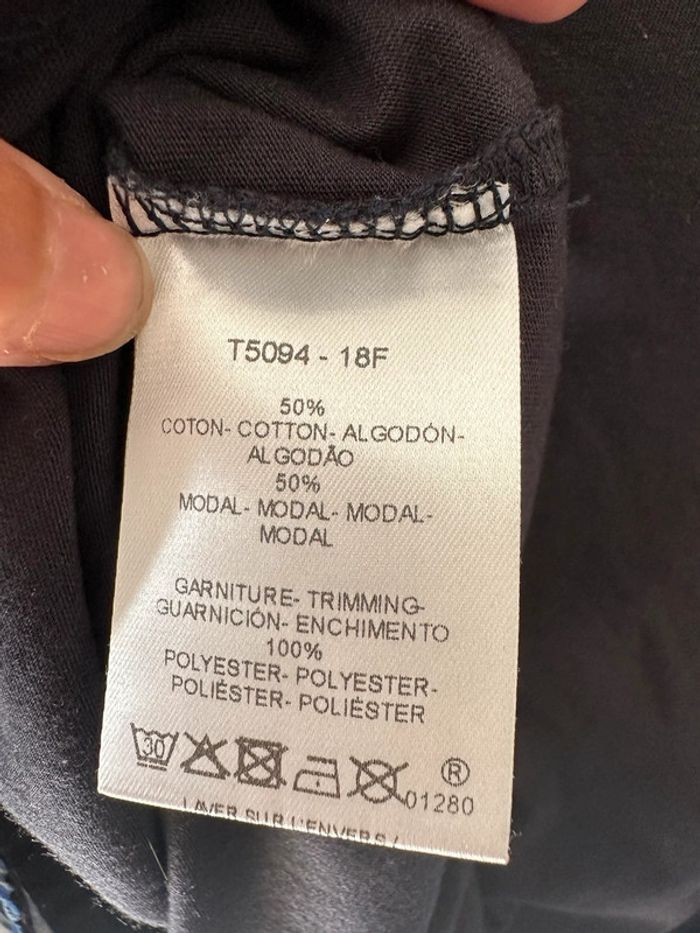 T5094 - 18F
50%
COTON- COTTON- ALGODÓN-
ALGODÃO
50%
MODAL- MODAL- MODAL-
MODAL
GARNITURE- TRIMMING-
GUARNICIÓN- ENCHIMENTO
100%
POLYESTER- POLYESTER-
POLIÉSTER- POLIÉSTER
30
®
01280
LAVER SUR L'ENVERS /